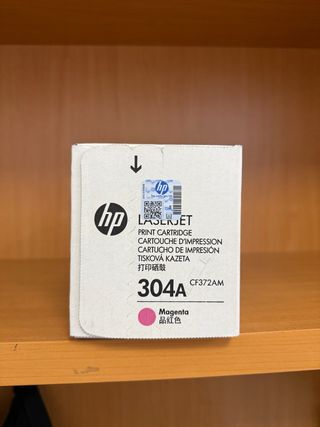 hp
LASERJET
PRINT CARTRIDGE
CARTOUCHE D'IMPRESSION
CARTUCHO DE IMPRESIÓN
TISKOVÁ KAZETA
打印硒鼓
304A CF372AM
Magenta
品红色